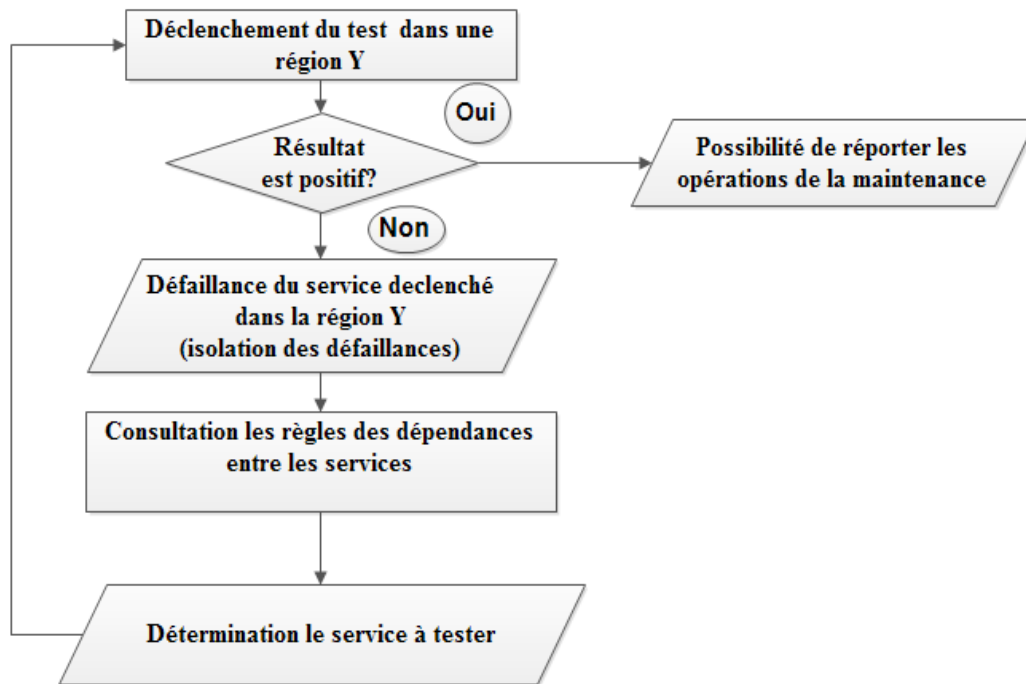 Déclenchement du test dans une
région Y
Oui
Résultat
est positif?
Possibilité de réporter les
opérations de la maintenance
Non
Défaillance du service declenché
dans la région Y
(isolation des défaillances)
Consultation les règles des dépendances
entre les services
Détermination le service à tester